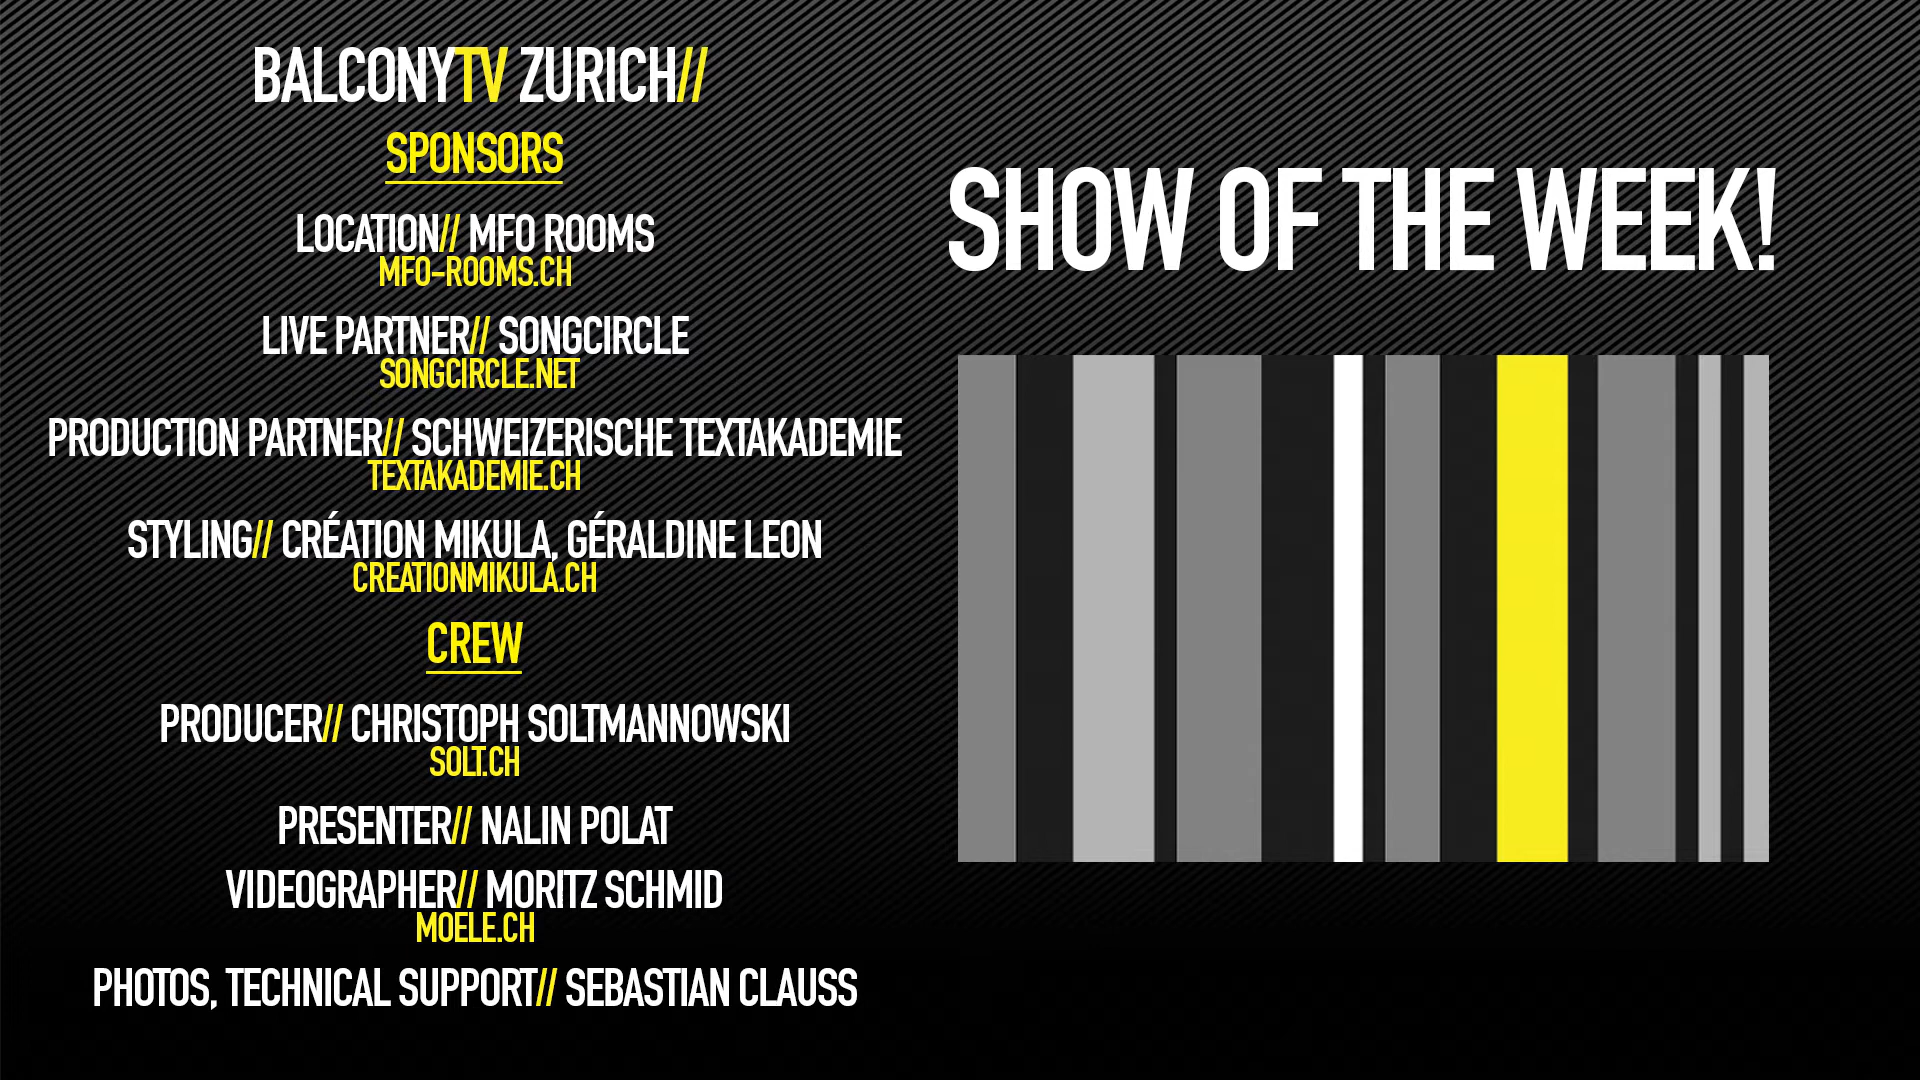 BALCONYTV ZURICH//
SPONSORS
LOCATION// MFO ROOMS
MFO-ROOMS.CH
LIVE PARTNER// SONGCIRCLE
SONGCIRCLE.NET
PRODUCTION PARTNER// SCHWEIZERISCHE TEXTAKADEMIE
TEXTAKADEMIE.CH
STYLING// CRÉATION MIKULA, GÉRALDINE LEON
CREATIONMIKULA.CH
CREW
PRODUCER// CHRISTOPH SOLTMANNOWSKI
SOLT.CH
PRESENTER// NALIN POLAT
VIDEOGRAPHER// MORITZ SCHMID
MOELE.CH
PHOTOS, TECHNICAL SUPPORT// SEBASTIAN CLAUSS
SHOW OF THE WEEK!